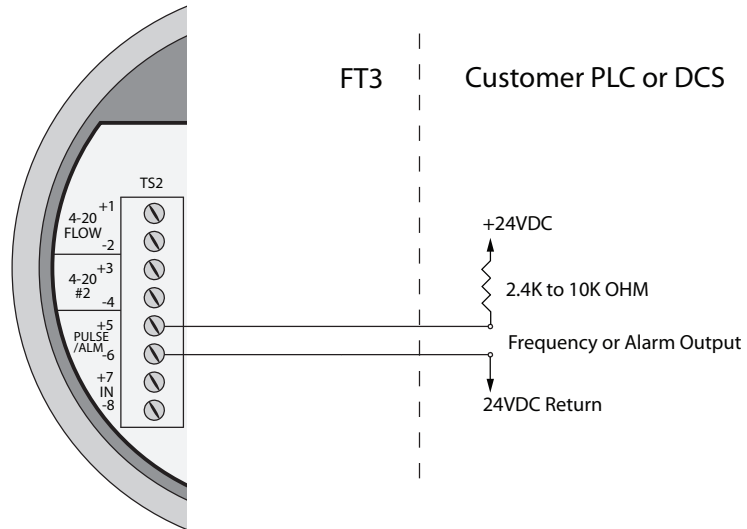 FT3
Customer PLC or DCS
TS2
+1
4-20
FLOW
-2
+3
4-20
#2
-4
+5
PULSE
/ALM
-6
+7
IN
-8
+24VDC
2.4K to 10K OHM
Frequency or Alarm Output
24VDC Return